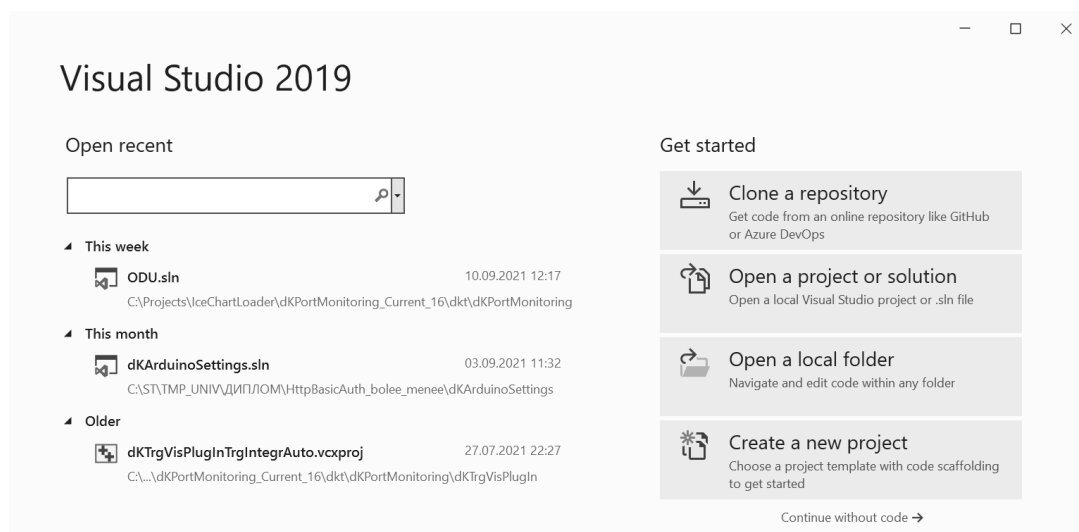 Visual Studio 2019
Open recent
This week
ODU.sln 10.09.2021 12:17
C:\Projects\IceChartLoader\dKPortMonitoring_Current_16\dkt\dKPortMonitoring
This month
dKArduinoSettings.sln 03.09.2021 11:32
C:\ST\TMP_UNIV\ДИПЛОМ\HttpBasicAuth_bolee_menee\dKArduinoSettings
Older
dKTrgVisPlugInTrgIntegrAuto.vcxproj 27.07.2021 22:27
C:\...\dKPortMonitoring_Current_16\dkt\dKPortMonitoring\dKTrgVisPlugIn
Get started
Clone a repository
Get code from an online repository like GitHub
or Azure DevOps
Open a project or solution
Open a local Visual Studio project or .sln file
Open a local folder
Navigate and edit code within any folder
Create a new project
Choose a project template with code scaffolding
to get started
Continue without code →